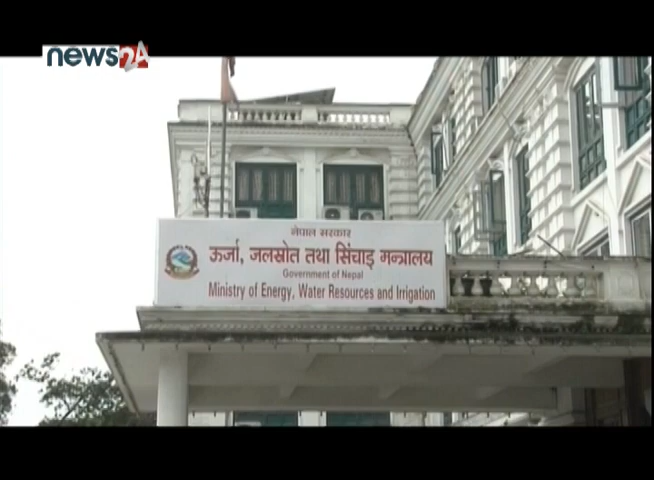 news24
नेपाल सरकार
ऊर्जा, जलस्रोत तथा सिंचाइ मन्त्रालय
Government of Nepal
Ministry of Energy, Water Resources and Irrigation